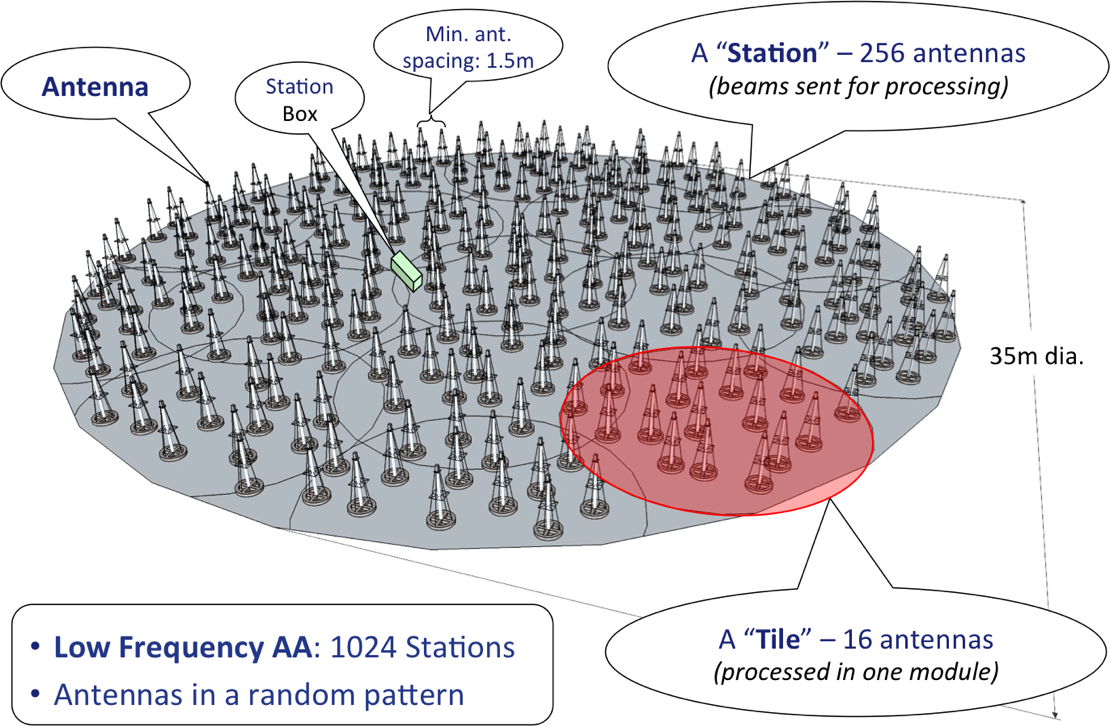 Min. ant.
spacing: 1.5m
A “Station” – 256 antennas
(beams sent for processing)
Antenna
Station
Box
35m dia.
A “Tile” – 16 antennas
(processed in one module)
• Low Frequency AA: 1024 Stations
• Antennas in a random pattern